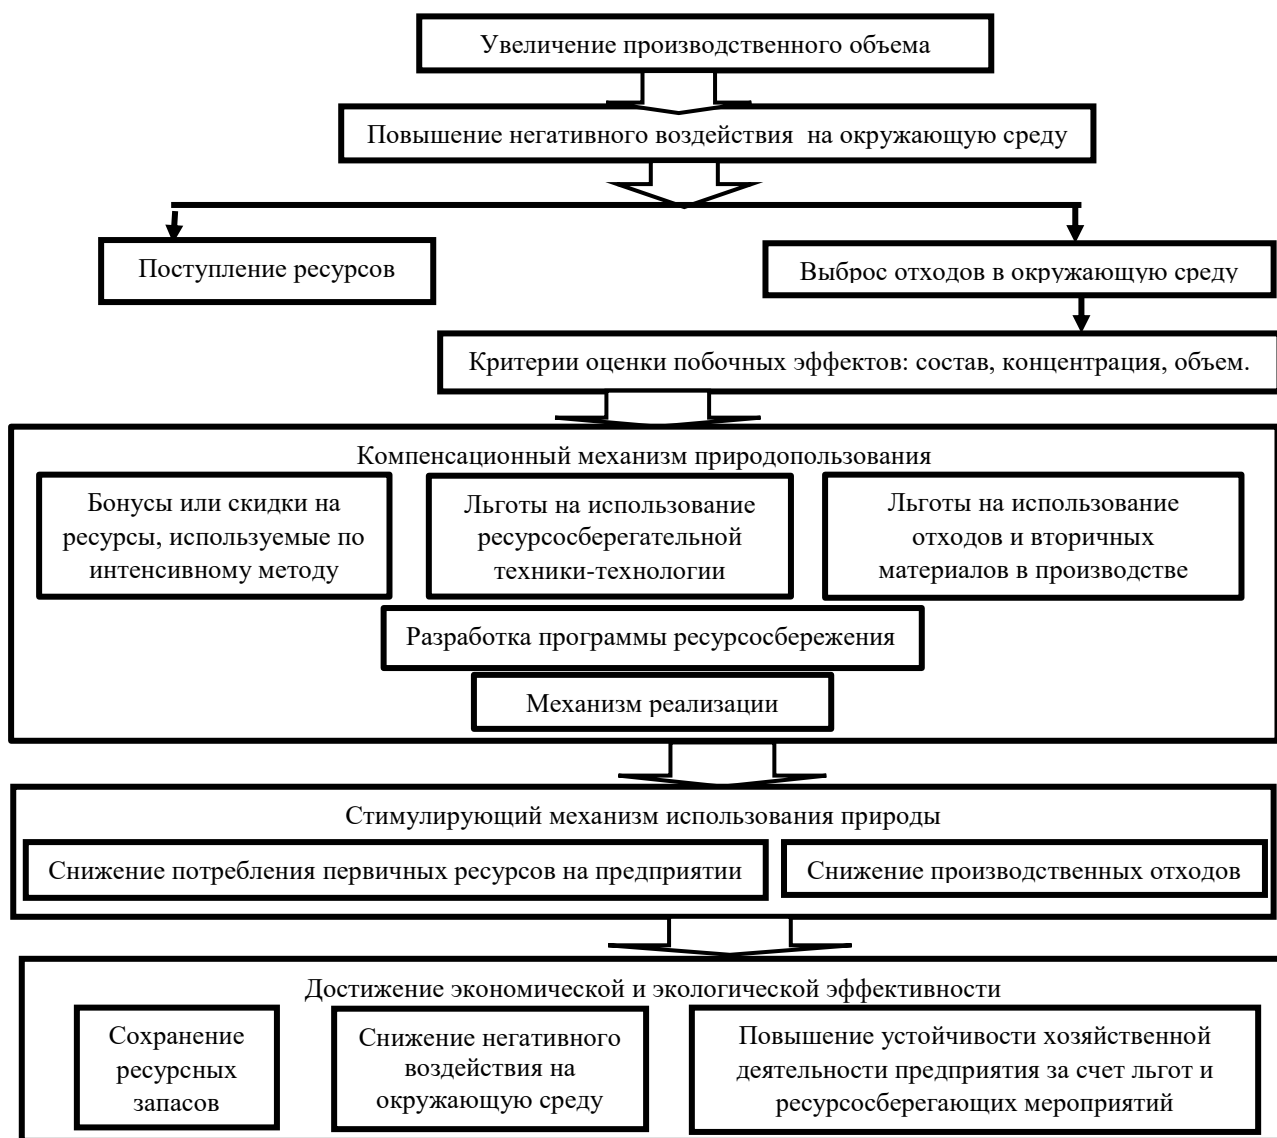 Увеличение производственного объема
Повышение негативного воздействия на окружающую среду
Поступление ресурсов
Выброс отходов в окружающую среду
Критерии оценки побочных эффектов: состав, концентрация, объем.
Компенсационный механизм природопользования
Бонусы или скидки на
ресурсы, используемые по
интенсивному методу
Льготы на использование
ресурсосберегательной
техники-технологии
Льготы на использование
отходов и вторичных
материалов в производстве
Разработка программы ресурсосбережения
Механизм реализации
Стимулирующий механизм использования природы
Снижение потребления первичных ресурсов на предприятии
Снижение производственных отходов
Достижение экономической и экологической эффективности
Сохранение
ресурсных
запасов
Снижение негативного
воздействия на
окружающую среду
Повышение устойчивости хозяйственной
деятельности предприятия за счет льгот и
ресурсосберегающих мероприятий